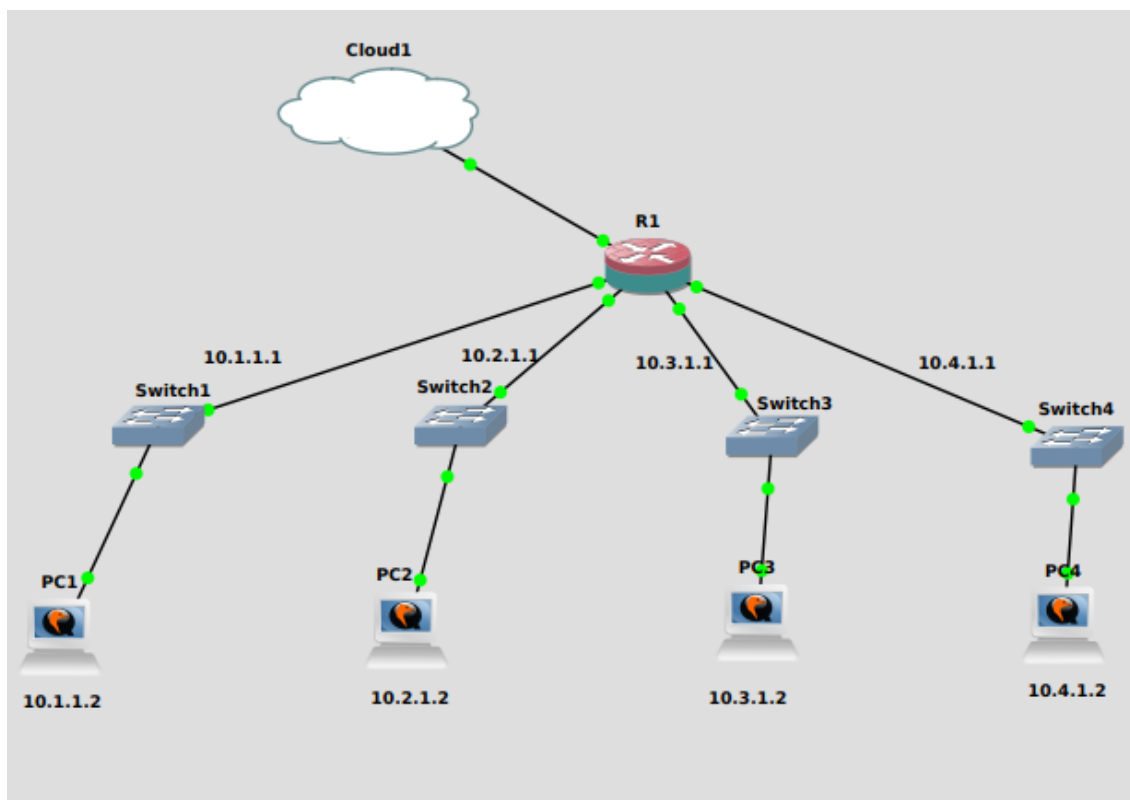 Cloud1
R1
10.1.1.1
10.2.1.1
10.3.1.1
10.4.1.1
Switch1
Switch2
Switch3
Switch4
PC1
PC2
PC3
PC4
10.1.1.2
10.2.1.2
10.3.1.2
10.4.1.2